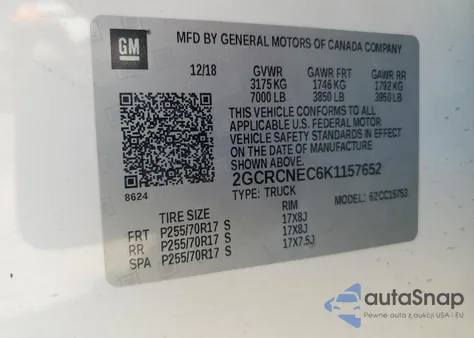 GM
MFD BY GENERAL MOTORS OF CANADA COMPANY
12/18 GVWR GAWR FRT GAWR RR
3175 KG 1746 KG 1792 KG
7000 LB 3850 LB 3950 LB
THIS VEHICLE CONFORMS TO ALL
APPLICABLE U.S. FEDERAL MOTOR
VEHICLE SAFETY STANDARDS IN EFFECT
ON THE DATE OF MANUFACTURE
SHOWN ABOVE.
2GCRCNEC6K1157652
8624 TYPE: TRUCK MODEL:
TIRE SIZE RIM
FRT P255/70R17 S 17X8J
RR P255/70R17 S 17X8J
SPA P255/70R17 S 17X7.5J
autoSnap
Pewne auta z aukcji USA i EU